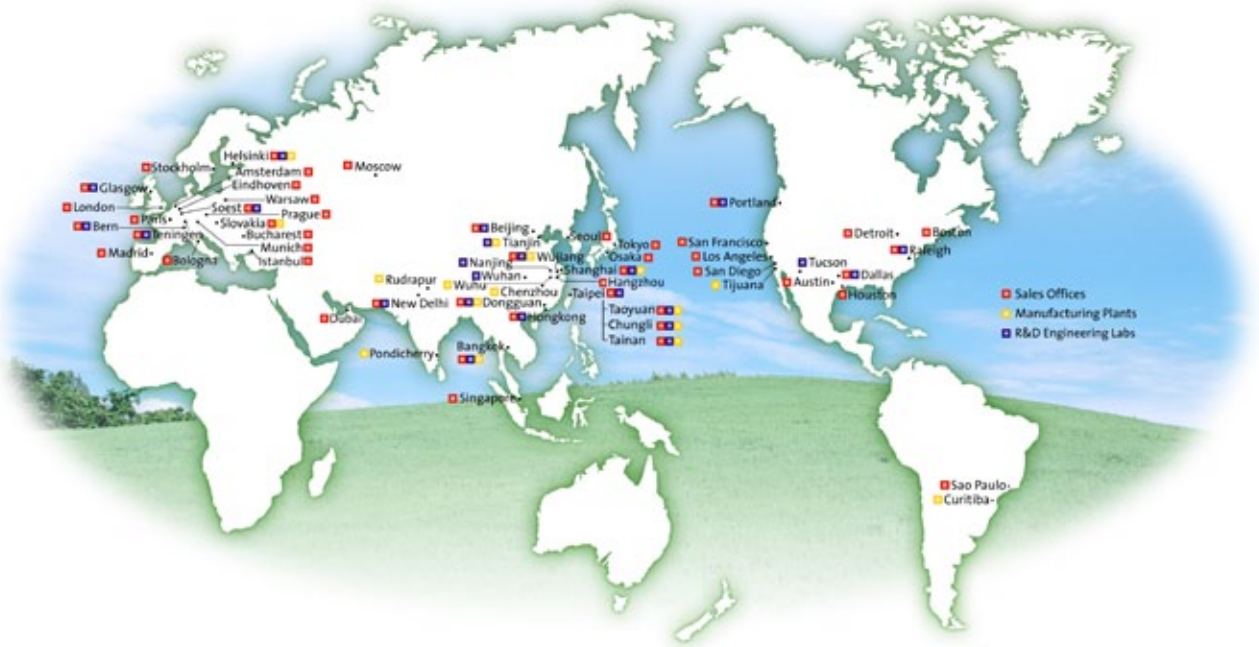 Helsinki
Stockholm
Moscow
Amsterdam
Eindhoven
Glasgow
Warsaw
London
Soest
Prague
Paris
Slovakia
Bern
Teningen
Bucharest
Munich
Madrid
Bologna
Istanbul
Dubai
Beijing
Seoul
Tianjin
Tokyo
Wujiang
Osaka
Nanjing
Shanghai
Wuhan
Rudrapur
Hangzhou
Wuhu
Chenzhou
Taipei
New Delhi
Dongguan
Hongkong
Taoyuan
Chungli
Tainan
Bangkok
Pondicherry
Singapore
Portland
Detroit
Boston
San Francisco
Raleigh
Los Angeles
Tucson
San Diego
Dallas
Tijuana
Austin
Houston
Sales Offices
Manufacturing Plants
R&D Engineering Labs
Sao Paulo
Curitiba